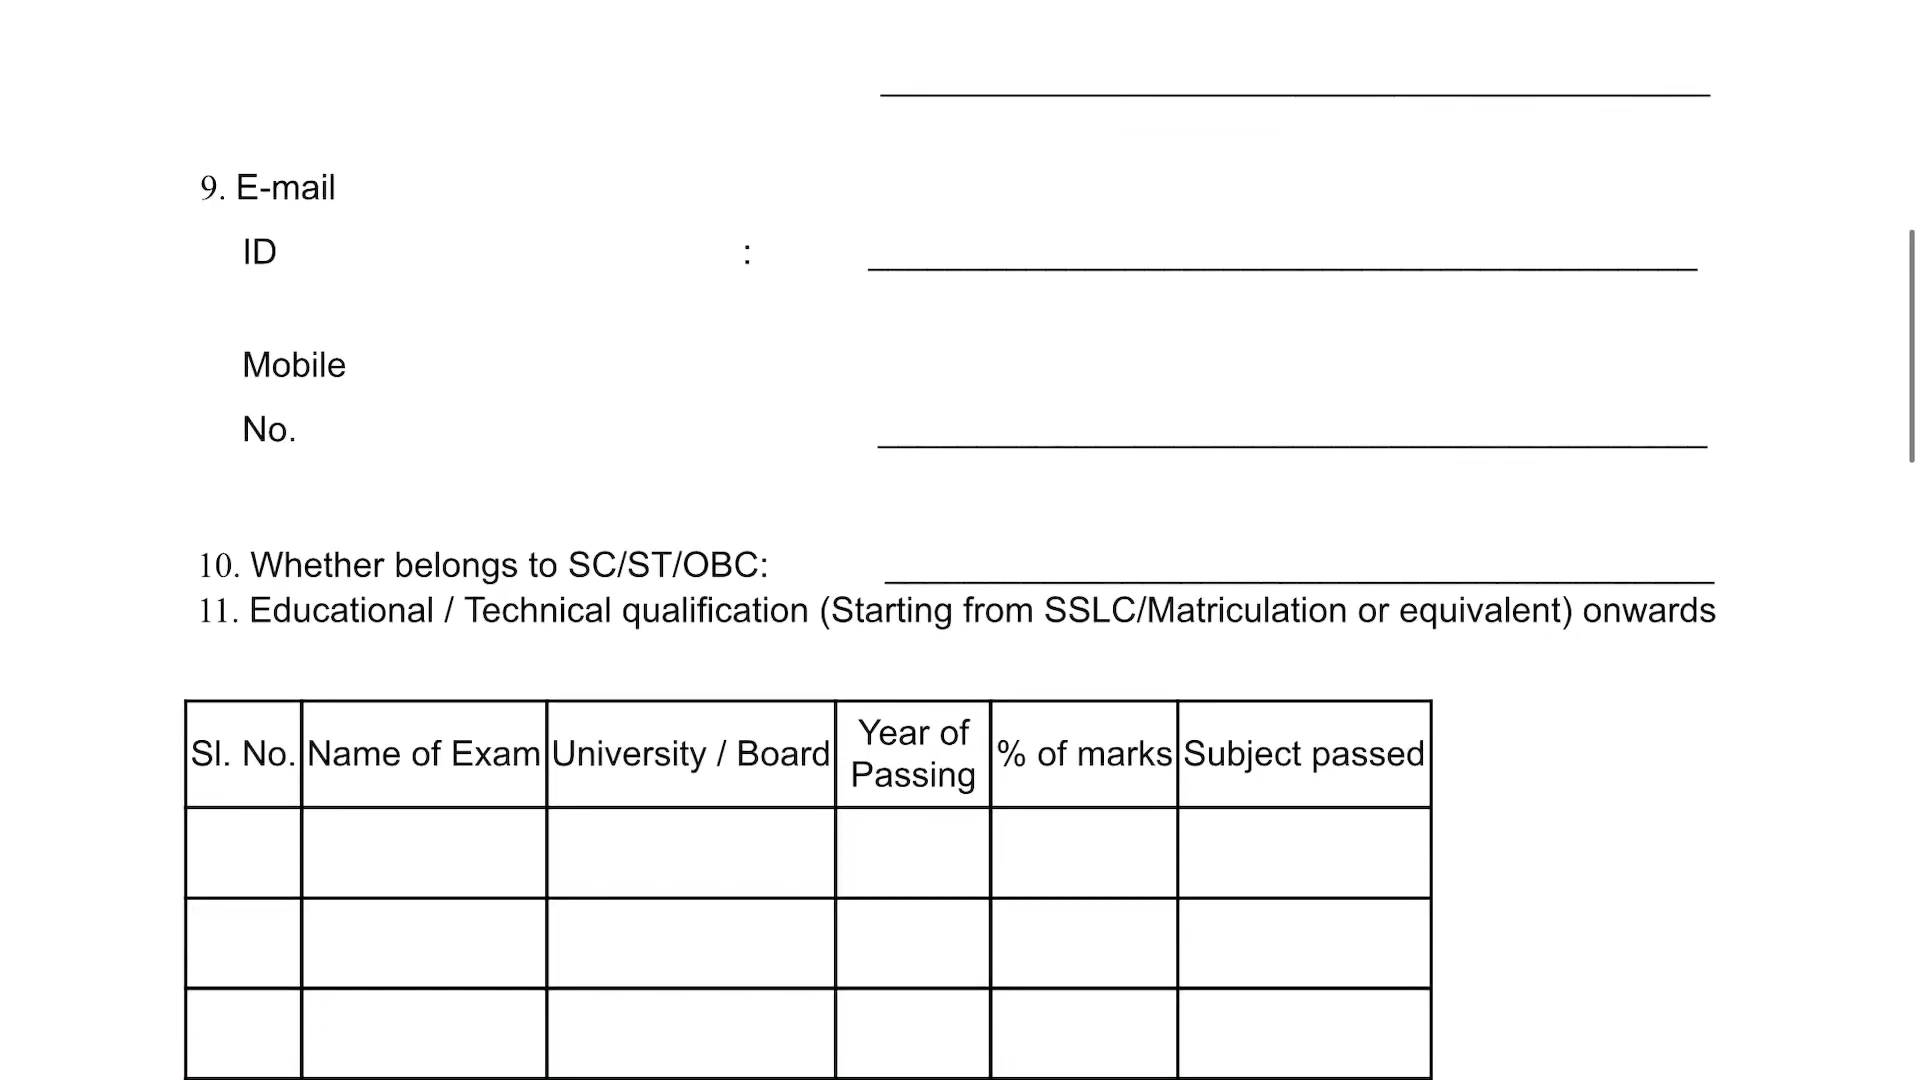 9. E-mail
ID :
Mobile
No.
10. Whether belongs to SC/ST/OBC:
11. Educational / Technical qualification (Starting from SSLC/Matriculation or equivalent) onwards
Sl. No. Name of Exam University / Board Year of Passing % of marks Subject passed